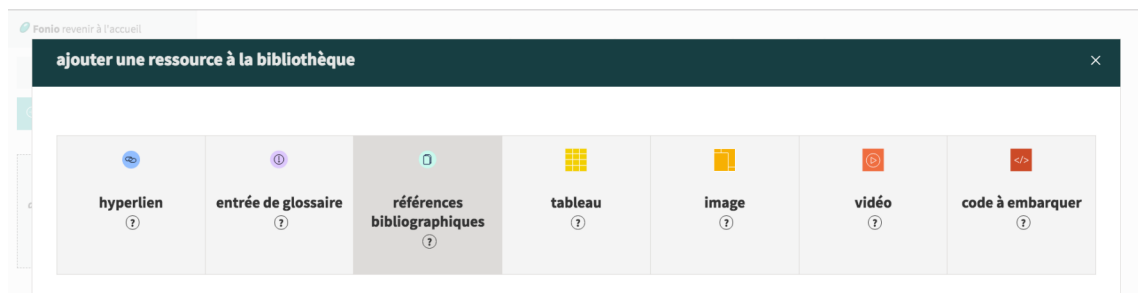 Fonio revenir à l'accueil
ajouter une ressource à la bibliothèque ×
hyperlien
?
entrée de glossaire
?
références
bibliographiques
?
tableau
?
image
?
vidéo
?
code à embarquer
?